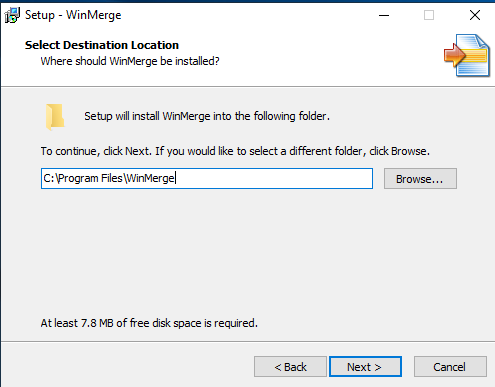 Setup - WinMerge
Select Destination Location
Where should WinMerge be installed?
Setup will install WinMerge into the following folder.
To continue, click Next. If you would like to select a different folder, click Browse.
C:\Program Files\WinMerge
Browse...
At least 7.8 MB of free disk space is required.
< Back
Next >
Cancel